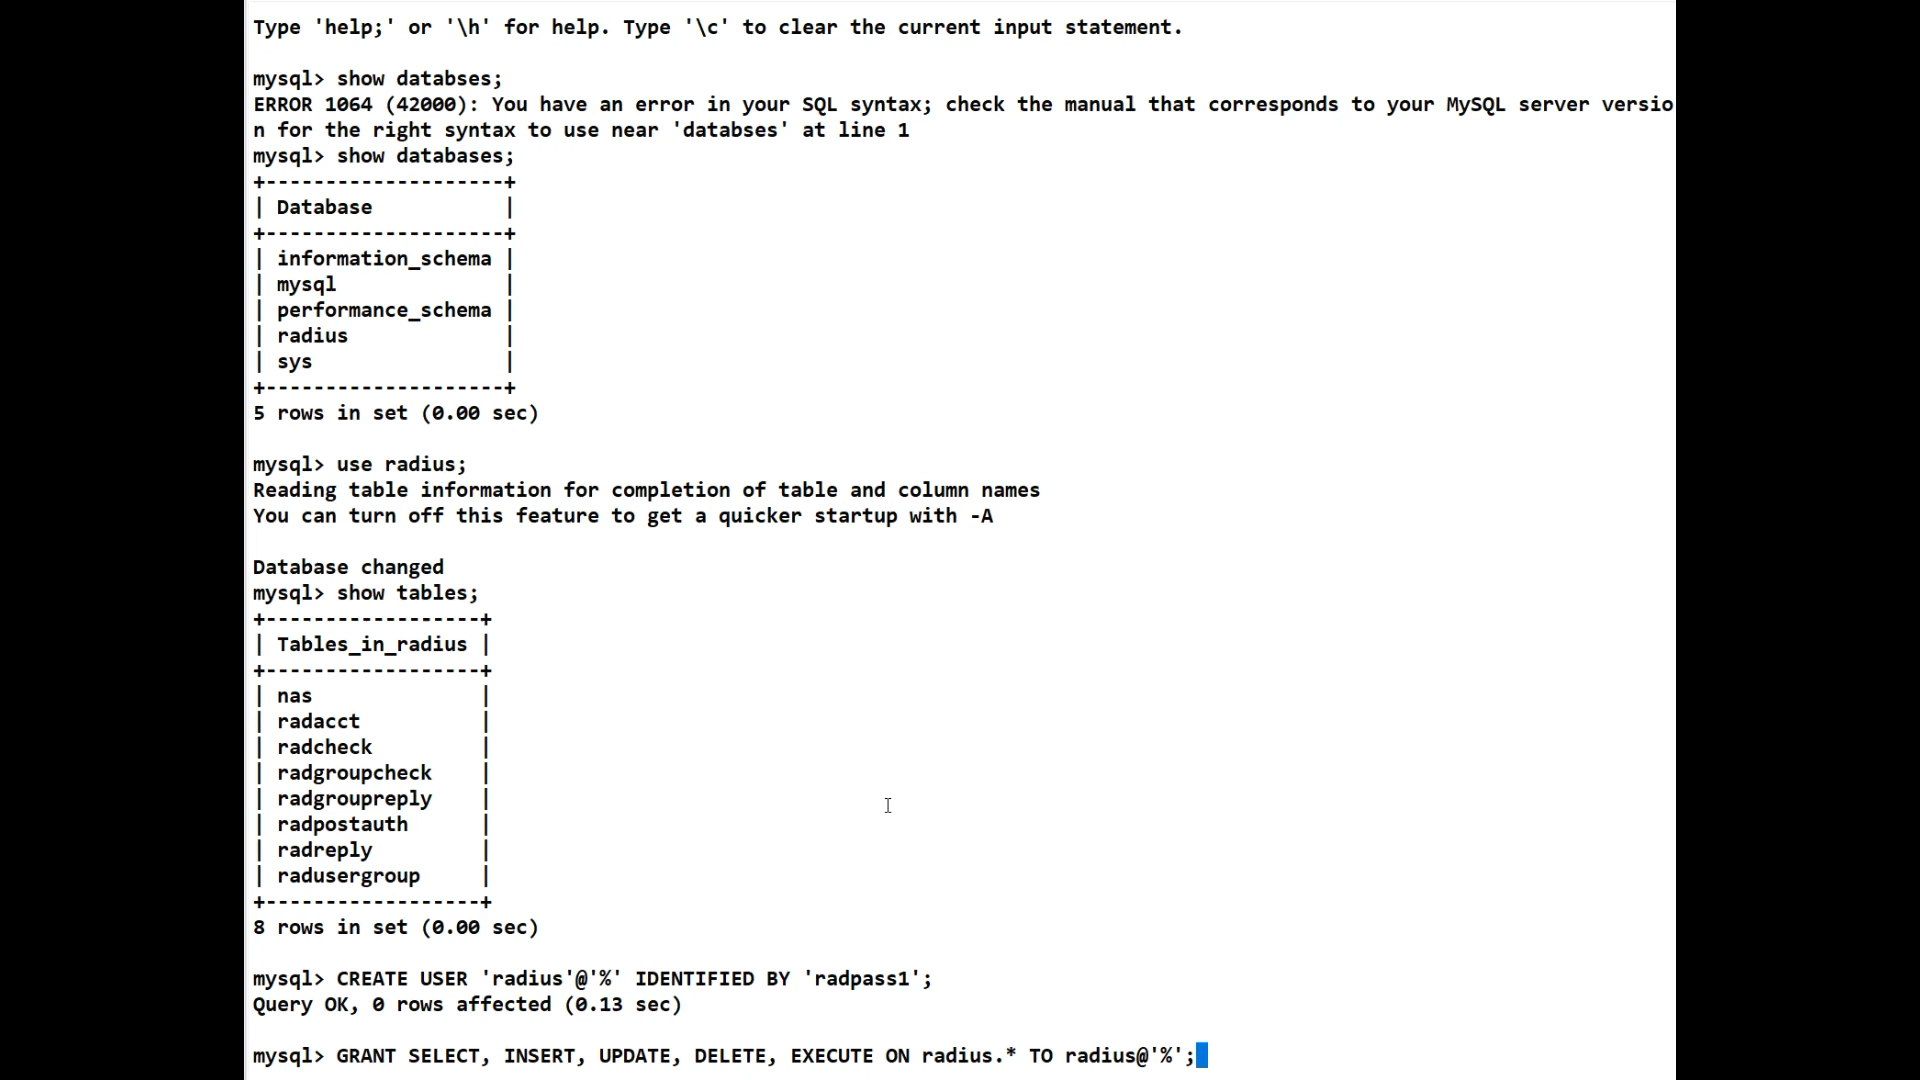 Type 'help;' or '\h' for help. Type '\c' to clear the current input statement.
mysql> show databses;
ERROR 1064 (42000): You have an error in your SQL syntax; check the manual that corresponds to your MySQL server versio
n for the right syntax to use near 'databses' at line 1
mysql> show databases;
+--------------------+
| Database           |
+--------------------+
| information_schema |
| mysql              |
| performance_schema |
| radius             |
| sys                |
+--------------------+
5 rows in set (0.00 sec)
mysql> use radius;
Reading table information for completion of table and column names
You can turn off this feature to get a quicker startup with -A
Database changed
mysql> show tables;
+------------------+
| Tables_in_radius |
+------------------+
| nas              |
| radacct          |
| radcheck         |
| radgroupcheck    |
| radgroupreply    |
| radpostauth      |
| radreply         |
| radusergroup     |
+------------------+
8 rows in set (0.00 sec)
mysql> CREATE USER 'radius'@'%' IDENTIFIED BY 'radpass1';
Query OK, 0 rows affected (0.13 sec)
mysql> GRANT SELECT, INSERT, UPDATE, DELETE, EXECUTE ON radius.* TO radius@'%';